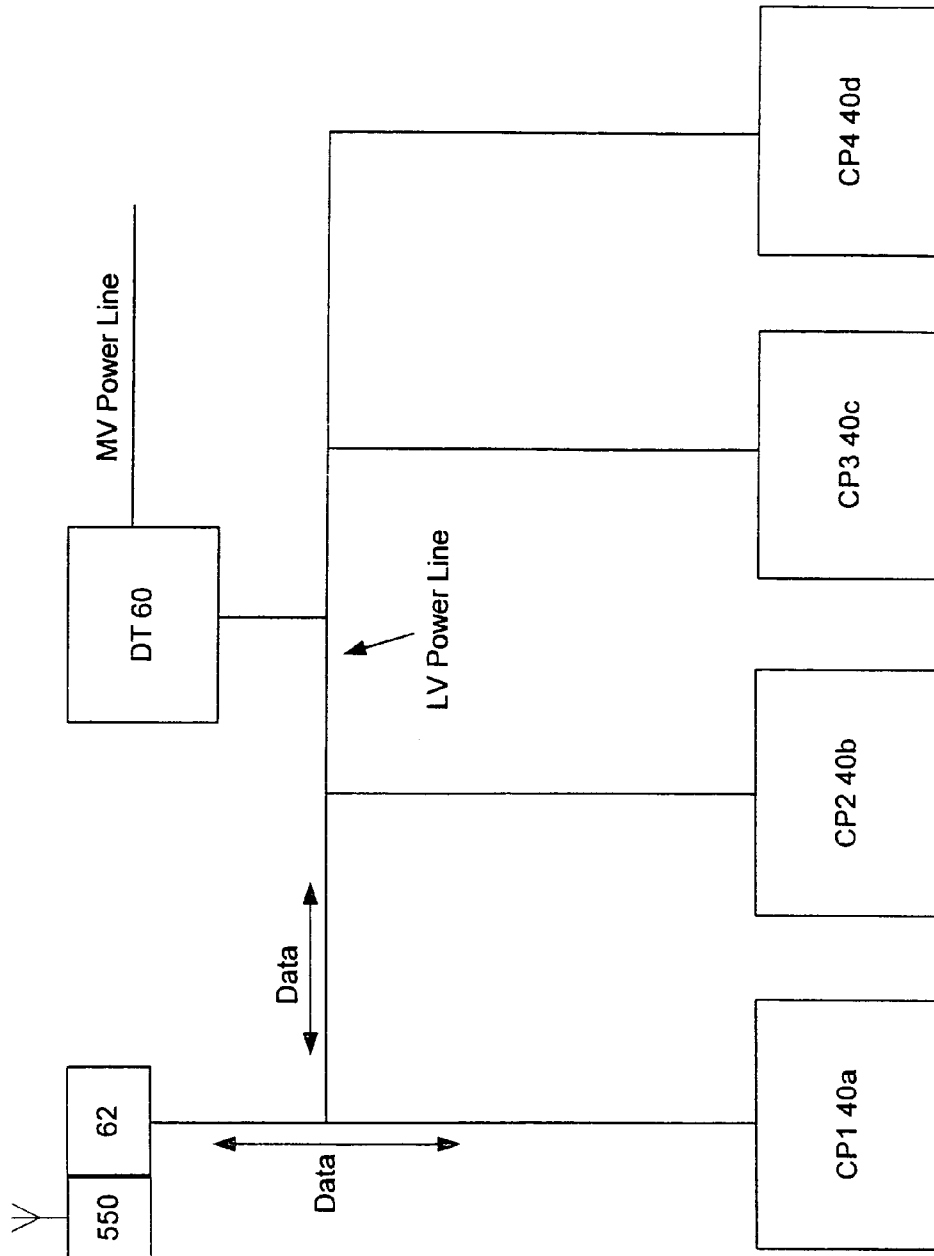 MV Power Line
DT 60
LV Power Line
Data
62
550
Data
CP1 40a
CP2 40b
CP3 40c
CP4 40d